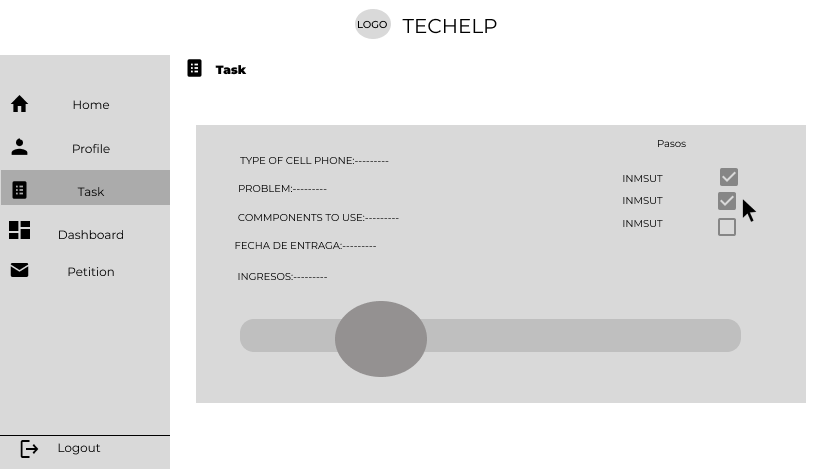 LOGO TECHELP
Task
Home
Profile
Task
Dashboard
Petition
Logout
TYPE OF CELL PHONE:---------
PROBLEM:---------
COMMPONENTS TO USE:---------
FECHA DE ENTRAGA:---------
INGRESOS:---------
Pasos
INMSUT
INMSUT
INMSUT